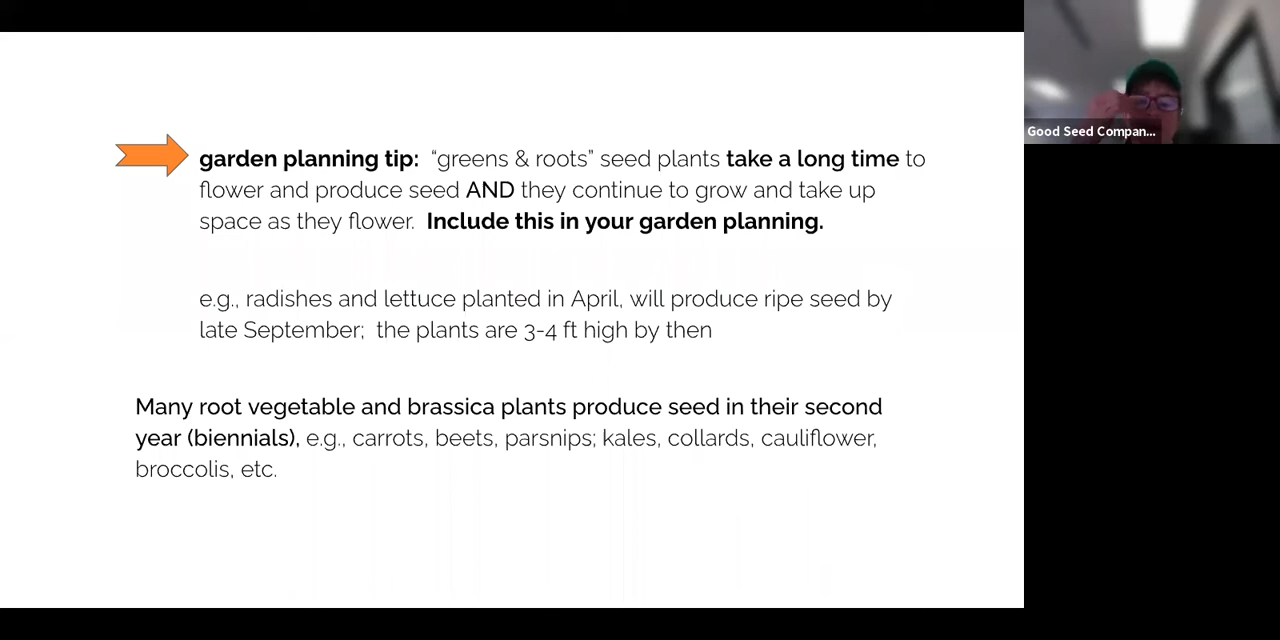 garden planning tip: “greens & roots” seed plants take a long time to
flower and produce seed AND they continue to grow and take up
space as they flower. Include this in your garden planning.
e.g., radishes and lettuce planted in April, will produce ripe seed by
late September; the plants are 3-4 ft high by then
Many root vegetable and brassica plants produce seed in their second
year (biennials), e.g., carrots, beets, parsnips; kales, collards, cauliflower,
broccolis, etc.
Good Seed Compan...